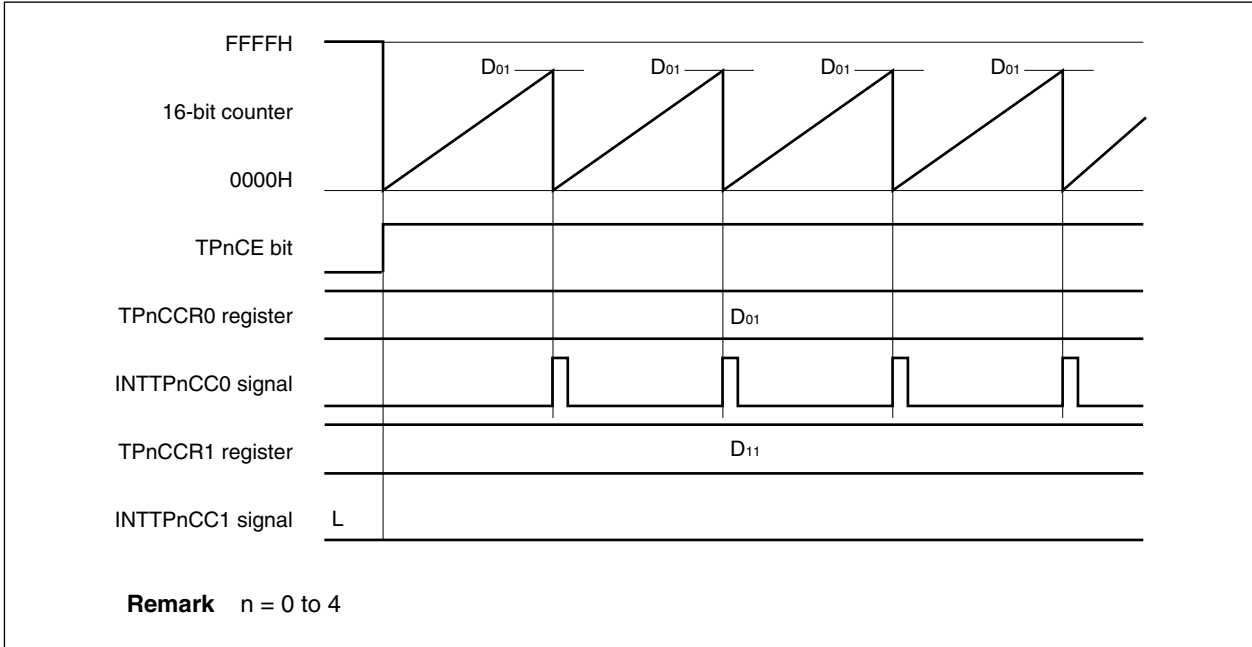 FFFFH
D01 D01 D01 D01
16-bit counter
0000H
TPnCE bit
TPnCCR0 register D01
INTTPnCC0 signal
TPnCCR1 register D11
INTTPnCC1 signal L
Remark n = 0 to 4